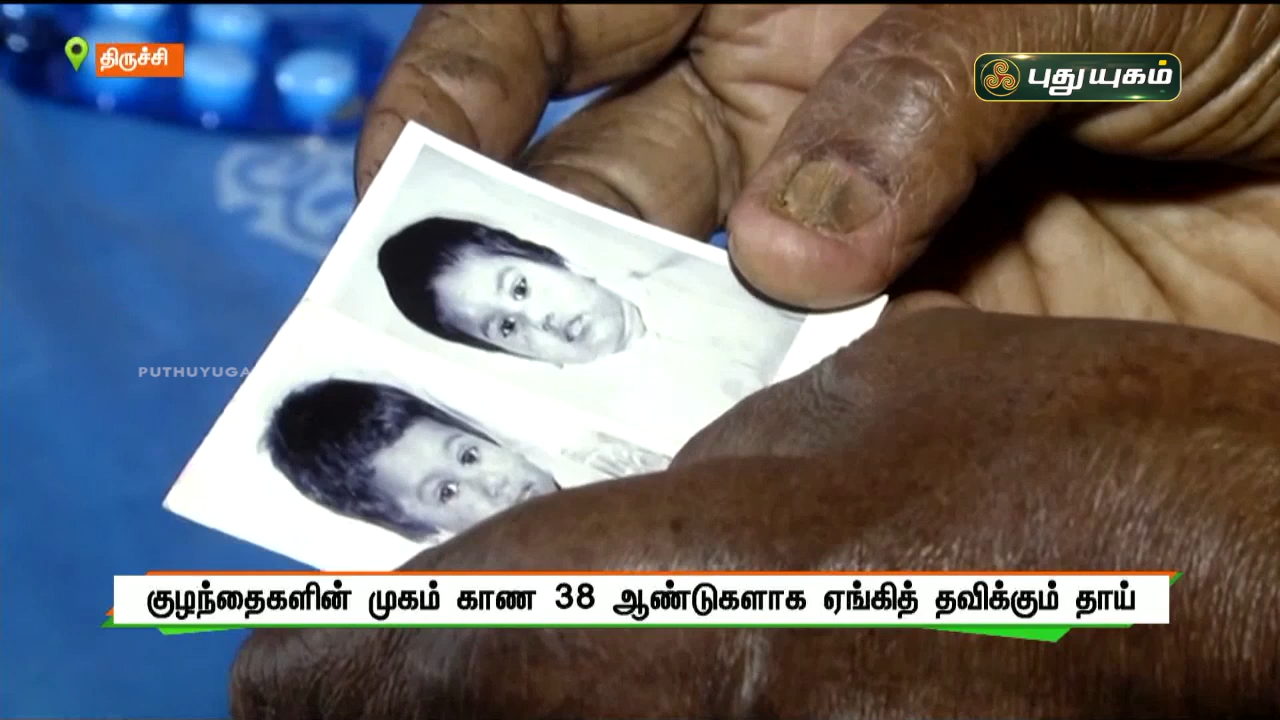 திருச்சி
புதுயுகம்
PUTHUYUGA
குழந்தைகளின் முகம் காண 38 ஆண்டுகளாக ஏங்கித் தவிக்கும் தாய்